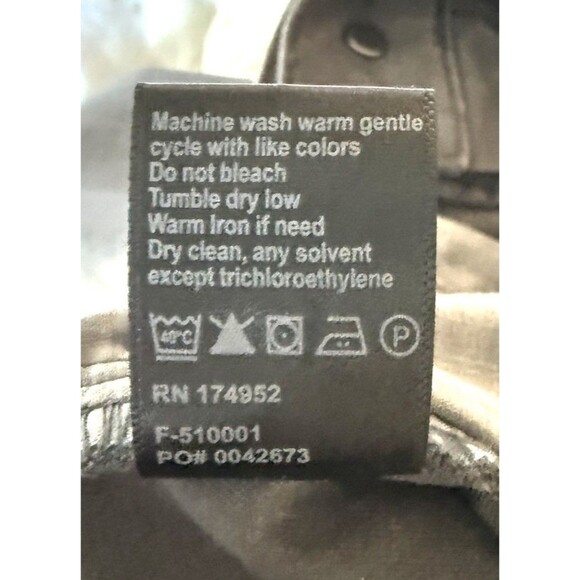 Machine wash warm gentle
cycle with like colors
Do not bleach
Tumble dry low
Warm Iron if need
Dry clean, any solvent
except trichloroethylene
40°C P
RN 174952
F-510001
PO# 0042673